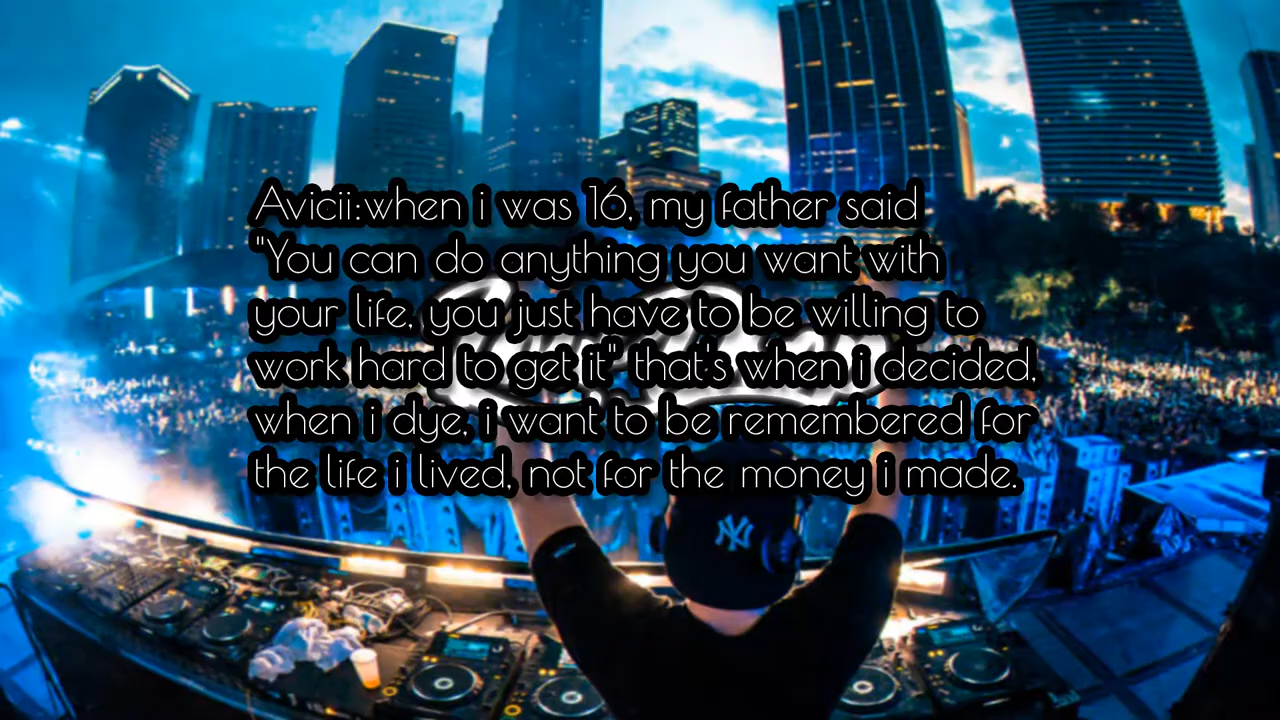 Avicii:when i was 16, my father said
"You can do anything you want with
your life, you just have to be willing to
work hard to get it" that's when i decided,
when i dye, i want to be remembered for
the life i lived, not for the money i made.
NY